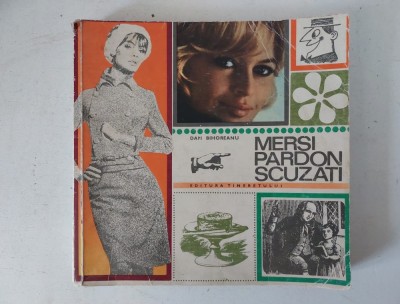 DAN BIHOREANU
MERSI
PARDON
SCUZAȚI
EDITURA TINERETULUI